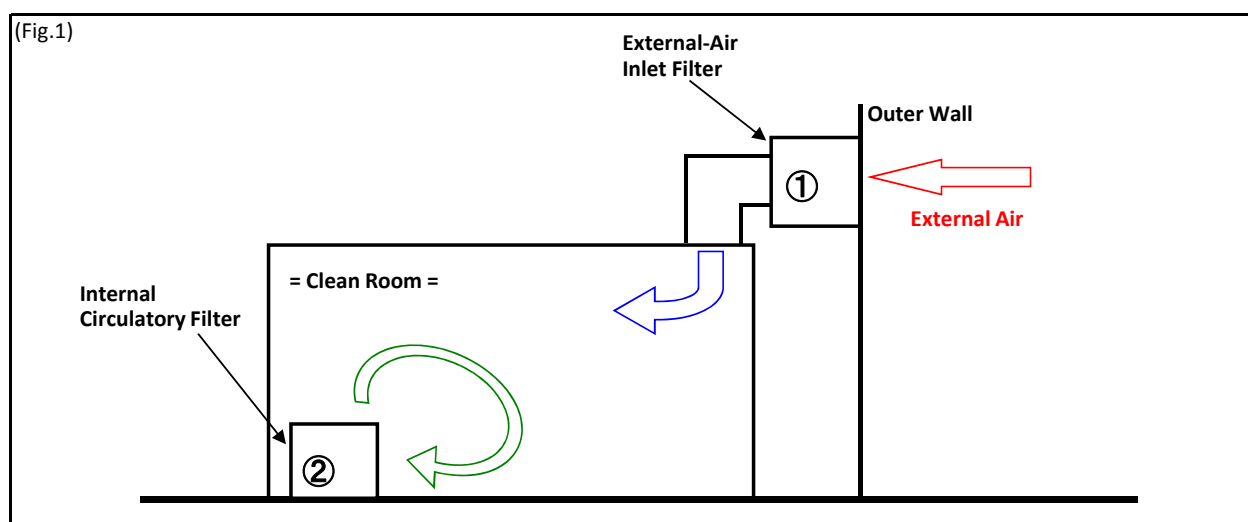 (Fig.1)
External-Air
Inlet Filter
Outer Wall
①
External Air
= Clean Room =
Internal
Circulatory Filter
②